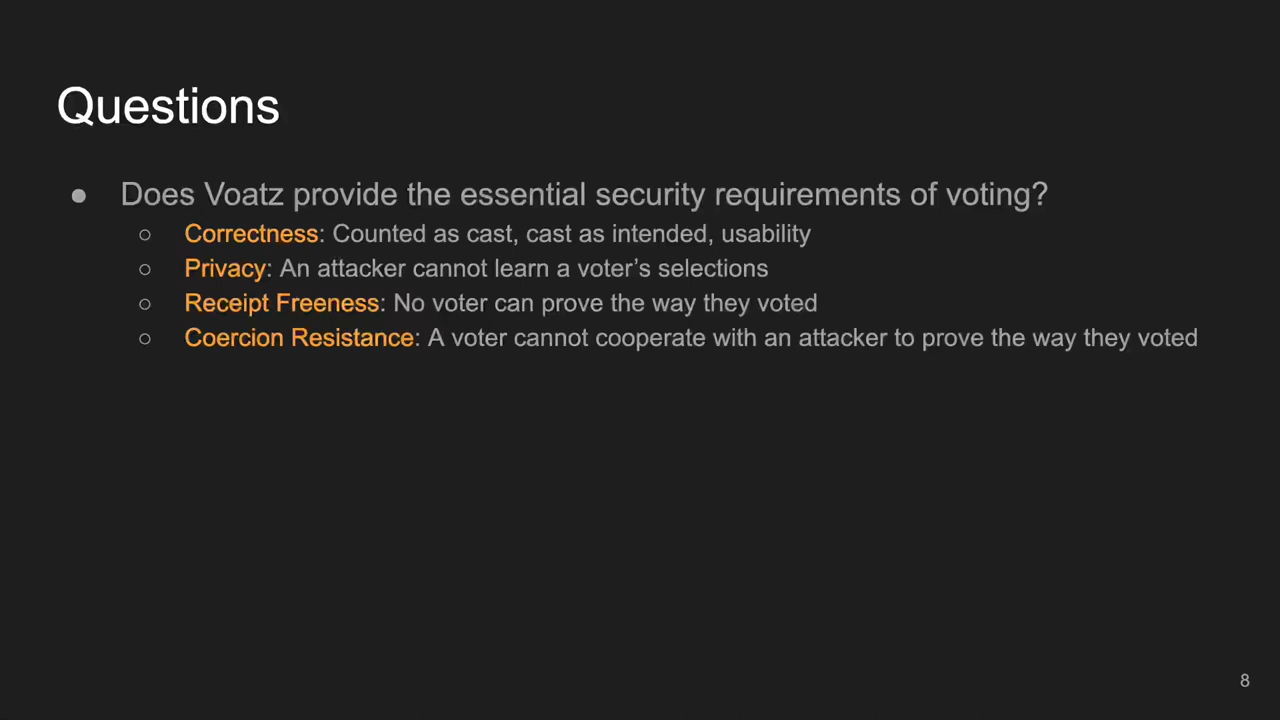 Questions
● Does Voatz provide the essential security requirements of voting?
○ Correctness: Counted as cast, cast as intended, usability
○ Privacy: An attacker cannot learn a voter’s selections
○ Receipt Freeness: No voter can prove the way they voted
○ Coercion Resistance: A voter cannot cooperate with an attacker to prove the way they voted
8